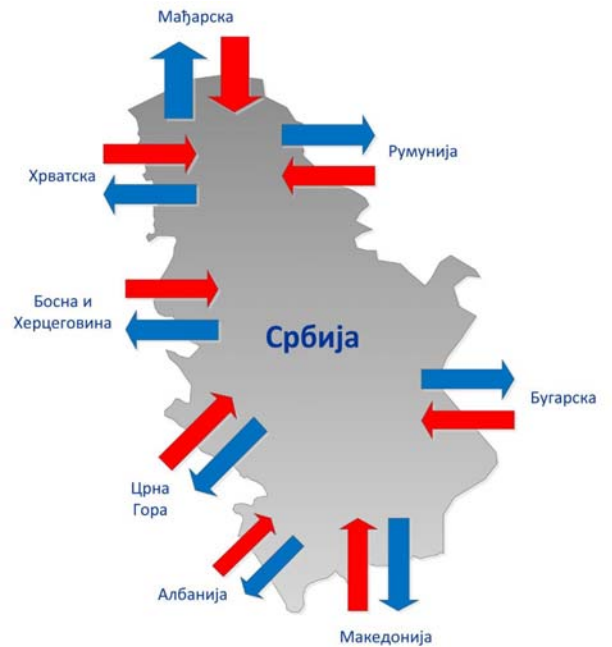 Мађарска
Румунија
Хрватска
Босна и
Херцеговина
Србија
Бугарска
Црна
Гора
Албанија
Македонија